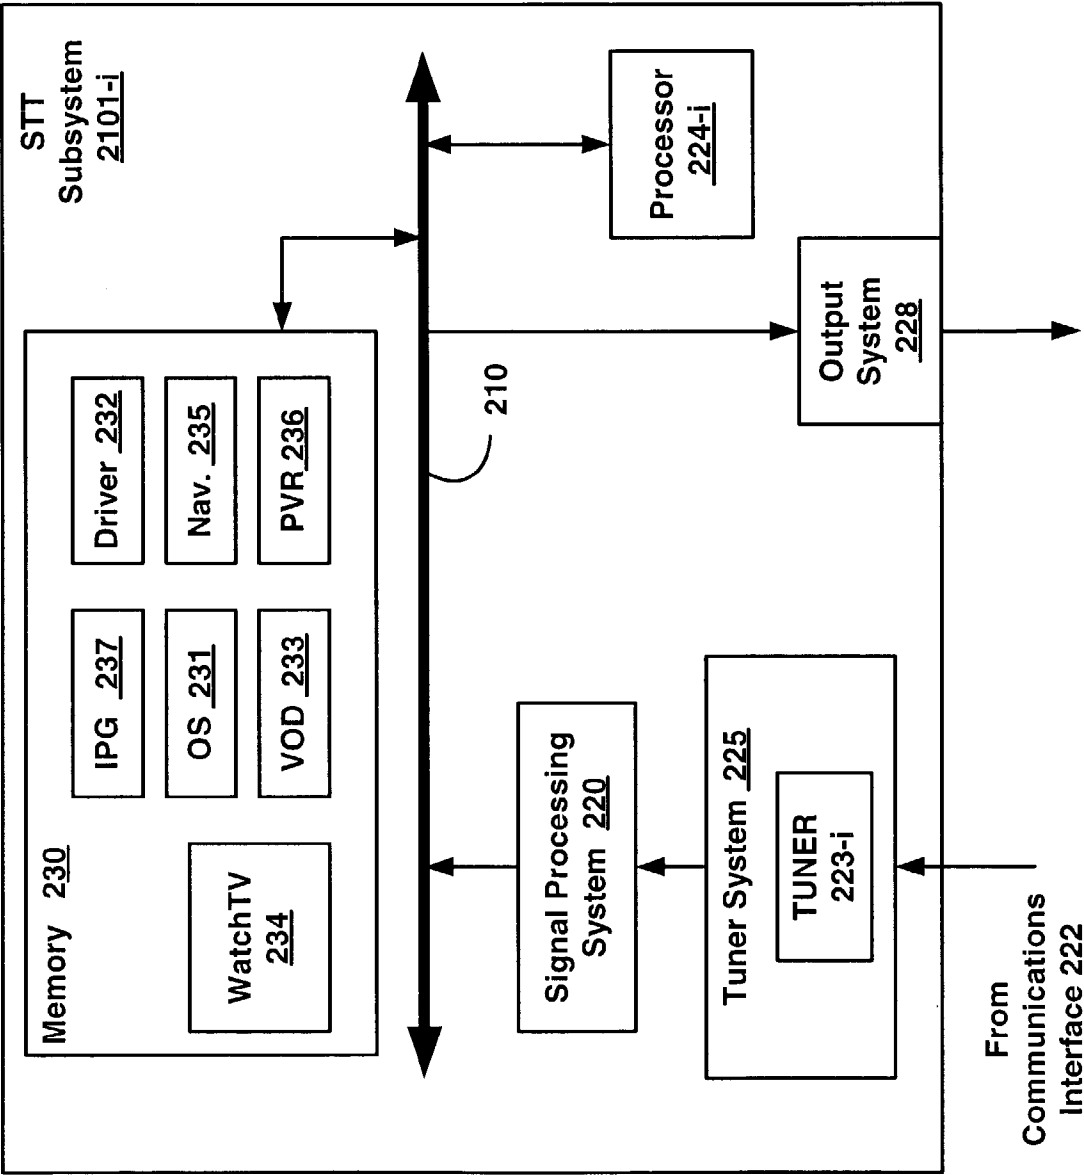 STT
Subsystem
2101-i
Memory 230
WatchTV
234
IPG 237
OS 231
VOD 233
Driver 232
Nav. 235
PVR 236
210
Signal Processing
System 220
Tuner System 225
TUNER
223-i
Processor
224-i
Output
System
228
From
Communications
Interface 222